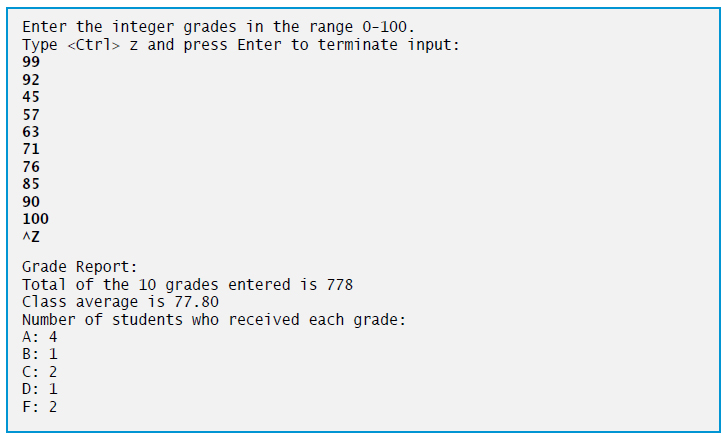 Enter the integer grades in the range 0-100.
Type <Ctrl> z and press Enter to terminate input:
99
92
45
57
63
71
76
85
90
100
^Z
Grade Report:
Total of the 10 grades entered is 778
Class average is 77.80
Number of students who received each grade:
A: 4
B: 1
C: 2
D: 1
F: 2